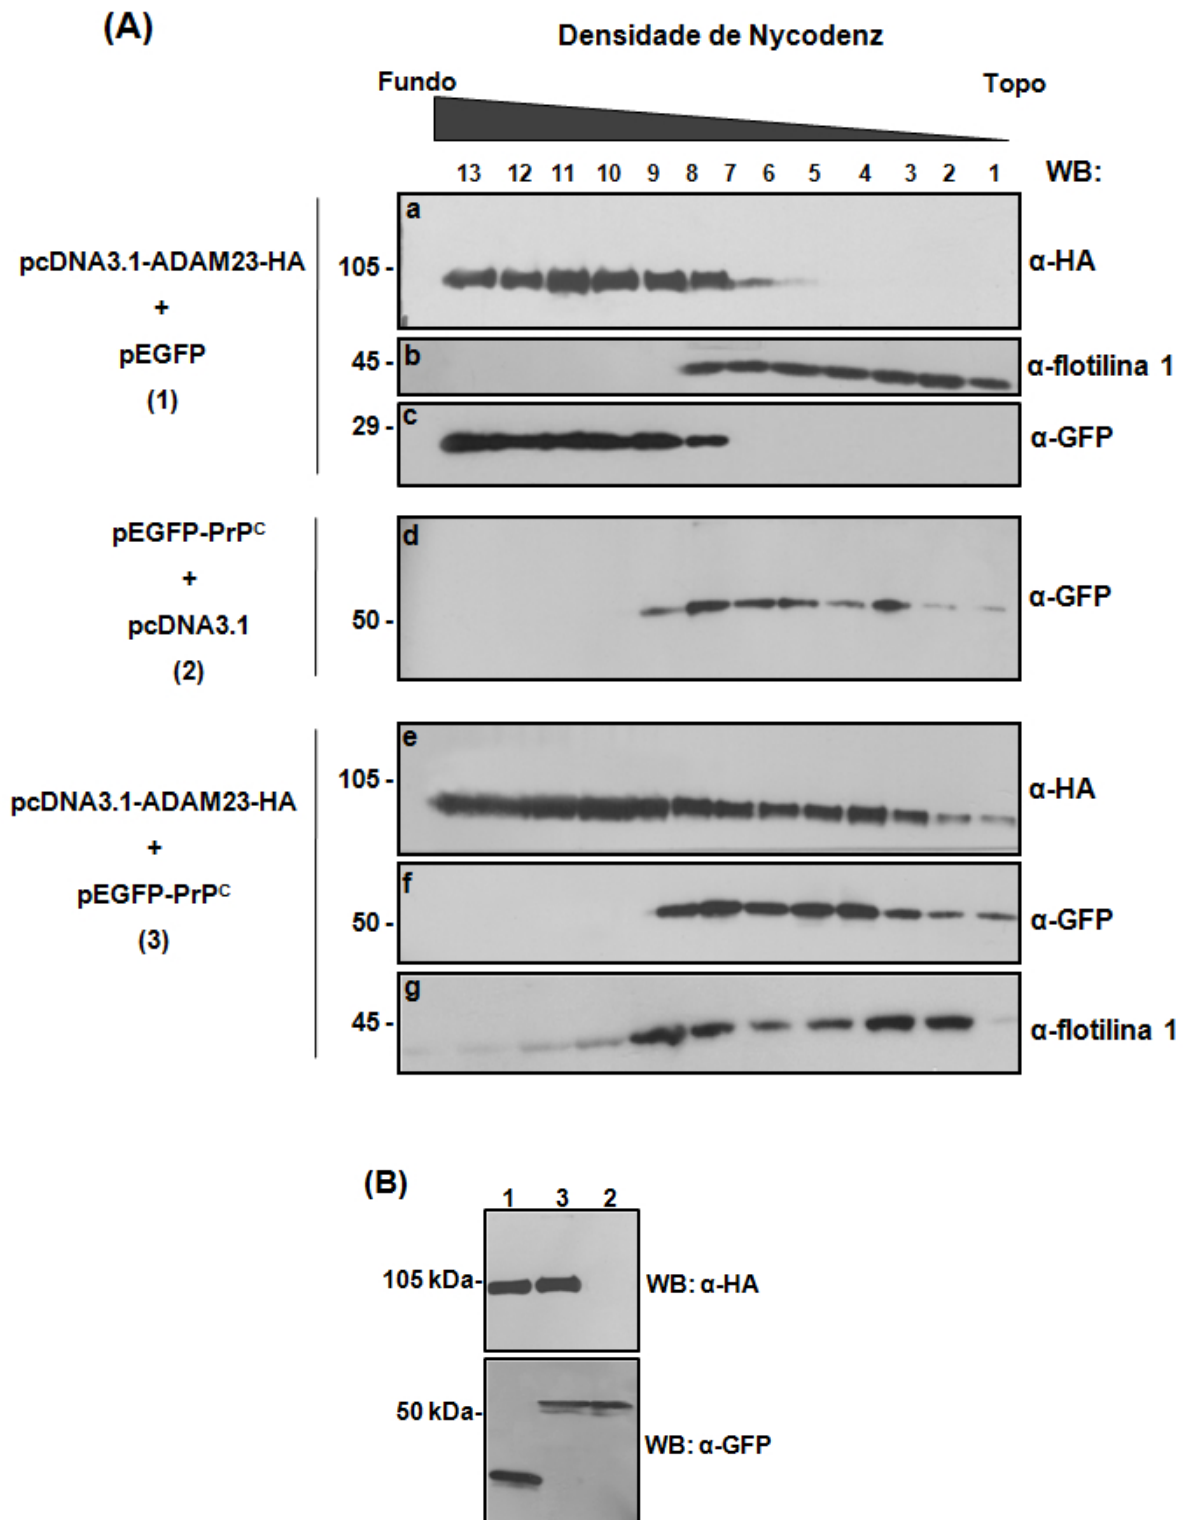 (A)
Densidade de Nycodenz
Fundo
Topo
13 12 11 10 9 8 7 6 5 4 3 2 1 WB:
pcDNA3.1-ADAM23-HA
+
pEGFP
(1)
a
105 -
α-HA
b
45 -
α-flotilina 1
c
29 -
α-GFP
pEGFP-PrPᶜ
+
pcDNA3.1
(2)
d
50 -
α-GFP
pcDNA3.1-ADAM23-HA
+
pEGFP-PrPᶜ
(3)
e
105 -
α-HA
f
50 -
α-GFP
g
45 -
α-flotilina 1
(B)
1 3 2
105 kDa-
WB: α-HA
50 kDa-
WB: α-GFP